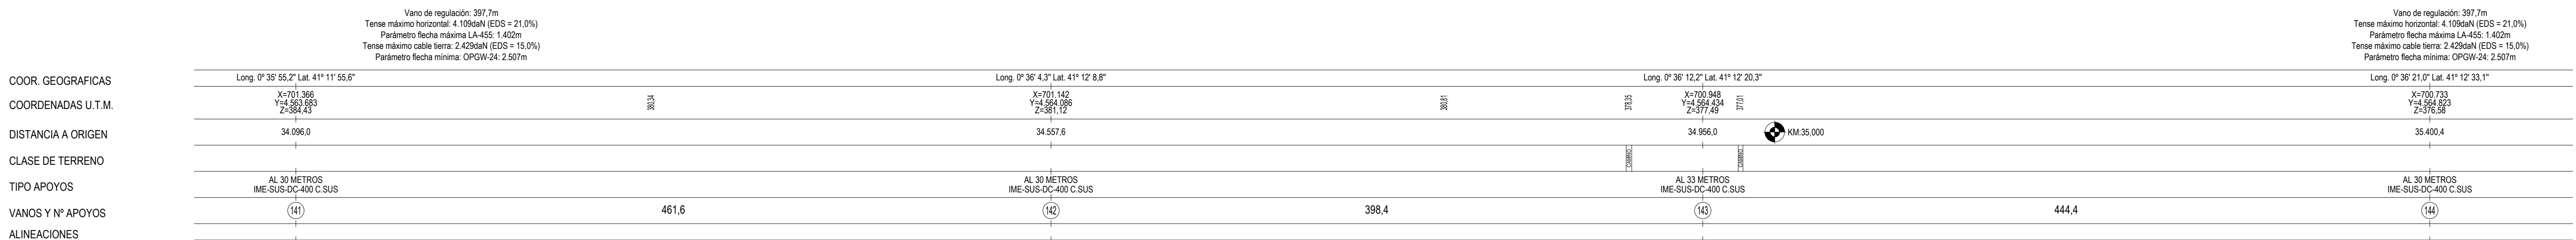 Vano de regulación: 397,7m
Tense máximo horizontal: 4.109daN (EDS = 21,0%)
Parámetro flecha máxima LA-455: 1.402m
Tense máximo cable tierra: 2.429daN (EDS = 15,0%)
Parámetro flecha mínima: OPGW-24: 2.507m
Vano de regulación: 397,7m
Tense máximo horizontal: 4.109daN (EDS = 21,0%)
Parámetro flecha máxima LA-455: 1.402m
Tense máximo cable tierra: 2.429daN (EDS = 15,0%)
Parámetro flecha mínima: OPGW-24: 2.507m
COOR. GEOGRAFICAS
Long. 0º 35' 55,2" Lat. 41º 11' 55,6"
Long. 0º 36' 4,3" Lat. 41º 12' 8,8"
Long. 0º 36' 12,2" Lat. 41º 12' 20,3"
Long. 0º 36' 21,0" Lat. 41º 12' 33,1"
COORDENADAS U.T.M.
X=701.366
Y=4.563.683
Z=384,43
380,34
X=701.142
Y=4.564.086
Z=381,12
380,81
378,35
X=700.948
Y=4.564.434
Z=377,49
377,01
X=700.733
Y=4.564.823
Z=376,58
DISTANCIA A ORIGEN
34.096,0
34.557,6
34.956,0
KM:35,000
35.400,4
CLASE DE TERRENO
CAMINO
CAMINO
TIPO APOYOS
AL 30 METROS
IME-SUS-DC-400 C.SUS
AL 30 METROS
IME-SUS-DC-400 C.SUS
AL 33 METROS
IME-SUS-DC-400 C.SUS
AL 30 METROS
IME-SUS-DC-400 C.SUS
VANOS Y Nº APOYOS
141
461,6
142
398,4
143
444,4
144
ALINEACIONES